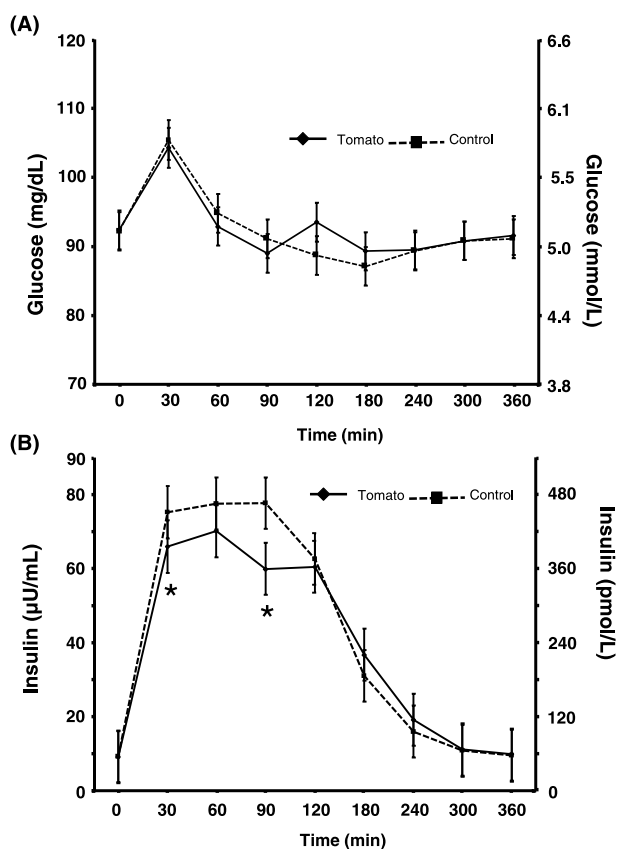 (A)
120
110
100
90
80
70
Glucose (mg/dL)
6.6
6.1
5.5
5.0
4.4
3.8
Glucose (mmol/L)
Tomato Control
0 30 60 90 120 180 240 300 360
Time (min)
(B)
90
80
60
40
20
10
0
Insulin (µU/mL)
480
360
240
120
0
Insulin (pmol/L)
Tomato Control
*
*
0 30 60 90 120 180 240 300 360
Time (min)